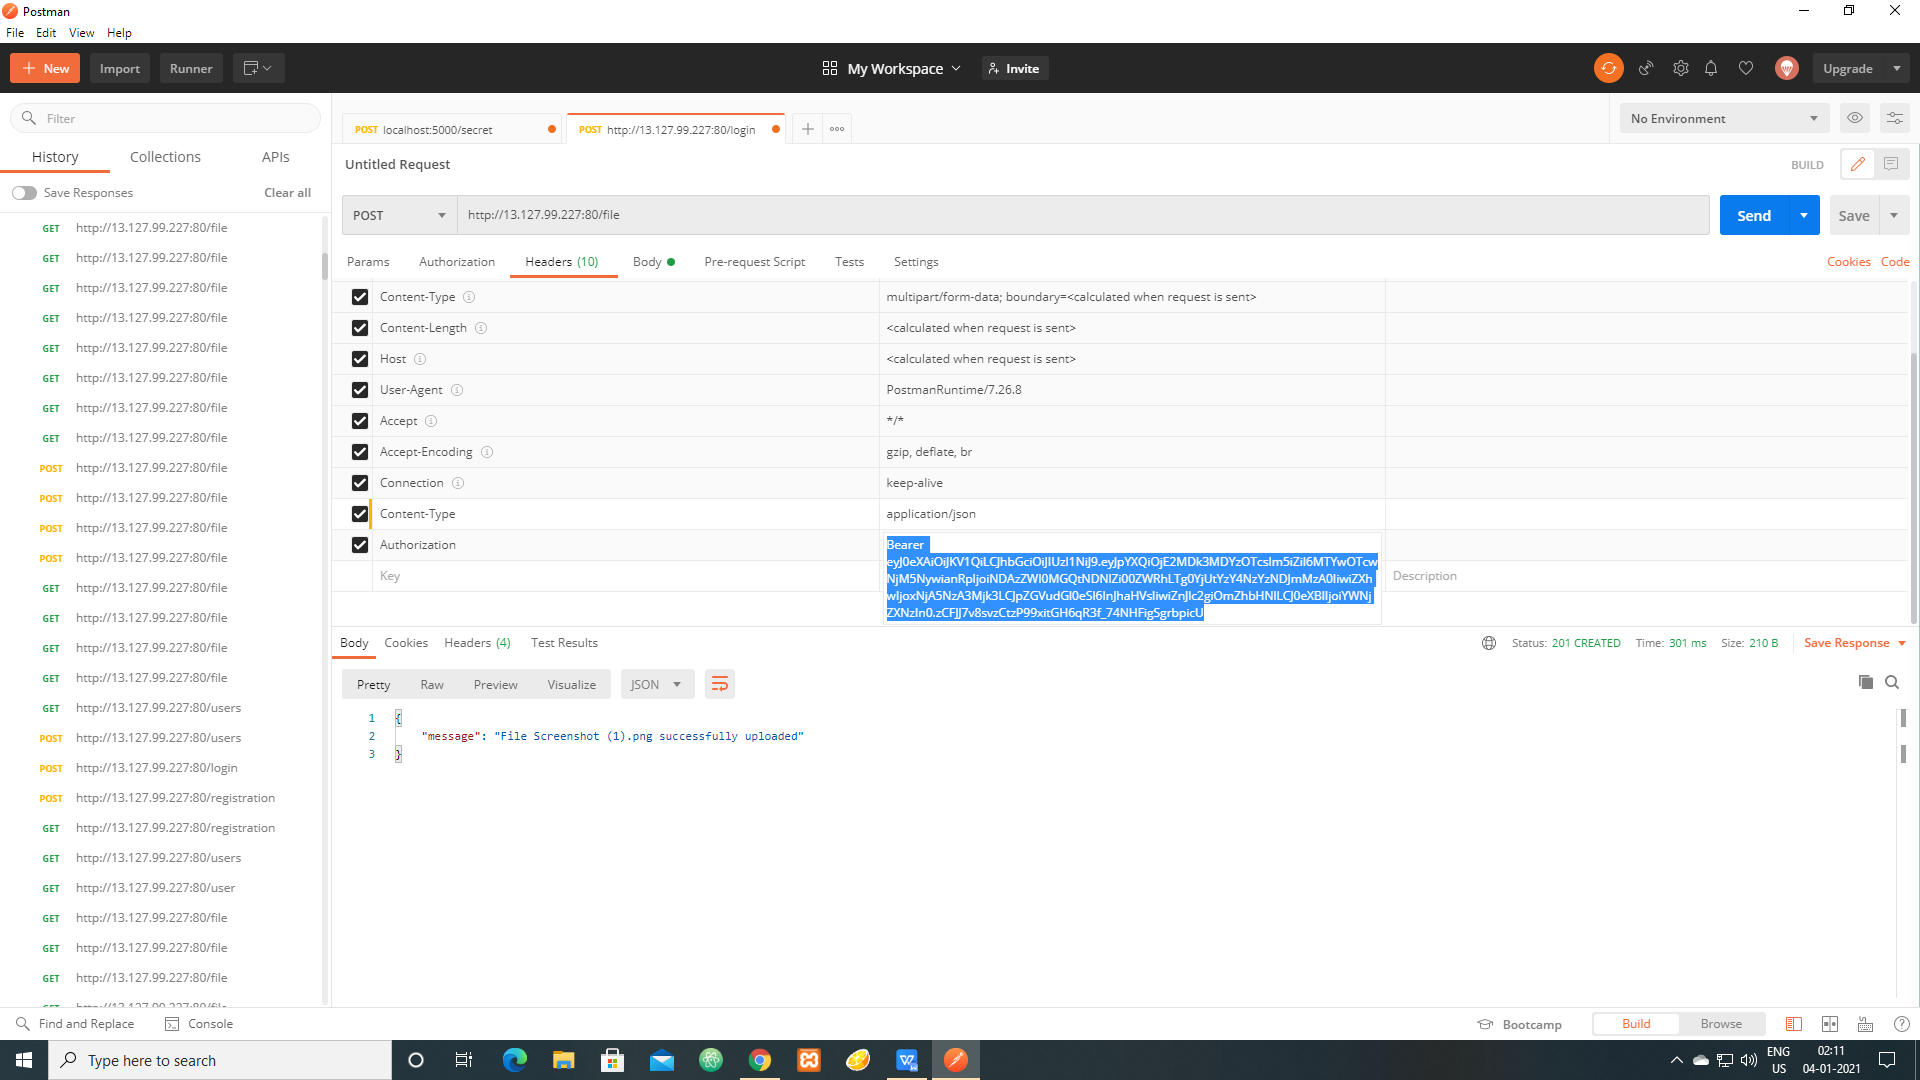 Postman
File Edit View Help
New Import Runner
My Workspace Invite
Upgrade
Filter
History Collections APIs
Save Responses Clear all
GET http://13.127.99.227:80/file
GET http://13.127.99.227:80/file
GET http://13.127.99.227:80/file
GET http://13.127.99.227:80/file
GET http://13.127.99.227:80/file
GET http://13.127.99.227:80/file
GET http://13.127.99.227:80/file
GET http://13.127.99.227:80/file
POST http://13.127.99.227:80/file
POST http://13.127.99.227:80/file
POST http://13.127.99.227:80/file
POST http://13.127.99.227:80/file
GET http://13.127.99.227:80/file
GET http://13.127.99.227:80/file
GET http://13.127.99.227:80/file
GET http://13.127.99.227:80/file
GET http://13.127.99.227:80/users
POST http://13.127.99.227:80/users
POST http://13.127.99.227:80/login
POST http://13.127.99.227:80/registration
GET http://13.127.99.227:80/registration
GET http://13.127.99.227:80/users
GET http://13.127.99.227:80/user
GET http://13.127.99.227:80/file
GET http://13.127.99.227:80/file
GET http://13.127.99.227:80/file
GET http://13.127.99.227:80/file
POST localhost:5000/secret
POST http://13.127.99.227:80/login
No Environment
Untitled Request
BUILD
POST http://13.127.99.227:80/file
Send Save
Params Authorization Headers (10) Body Pre-request Script Tests Settings Cookies Code
Content-Type multipart/form-data; boundary=<calculated when request is sent>
Content-Length <calculated when request is sent>
Host <calculated when request is sent>
User-Agent PostmanRuntime/7.26.8
Accept */*
Accept-Encoding gzip, deflate, br
Connection keep-alive
Content-Type application/json
Authorization Bearer
Key Description
Body Cookies Headers (4) Test Results
Status: 201 CREATED Time: 301 ms Size: 210 B Save Response
Pretty Raw Preview Visualize JSON
1 {
2 "message": "File Screenshot (1).png successfully uploaded"
3 }
Find and Replace Console
Bootcamp Build Browse
Type here to search
ENG
US
02:11
04-01-2021